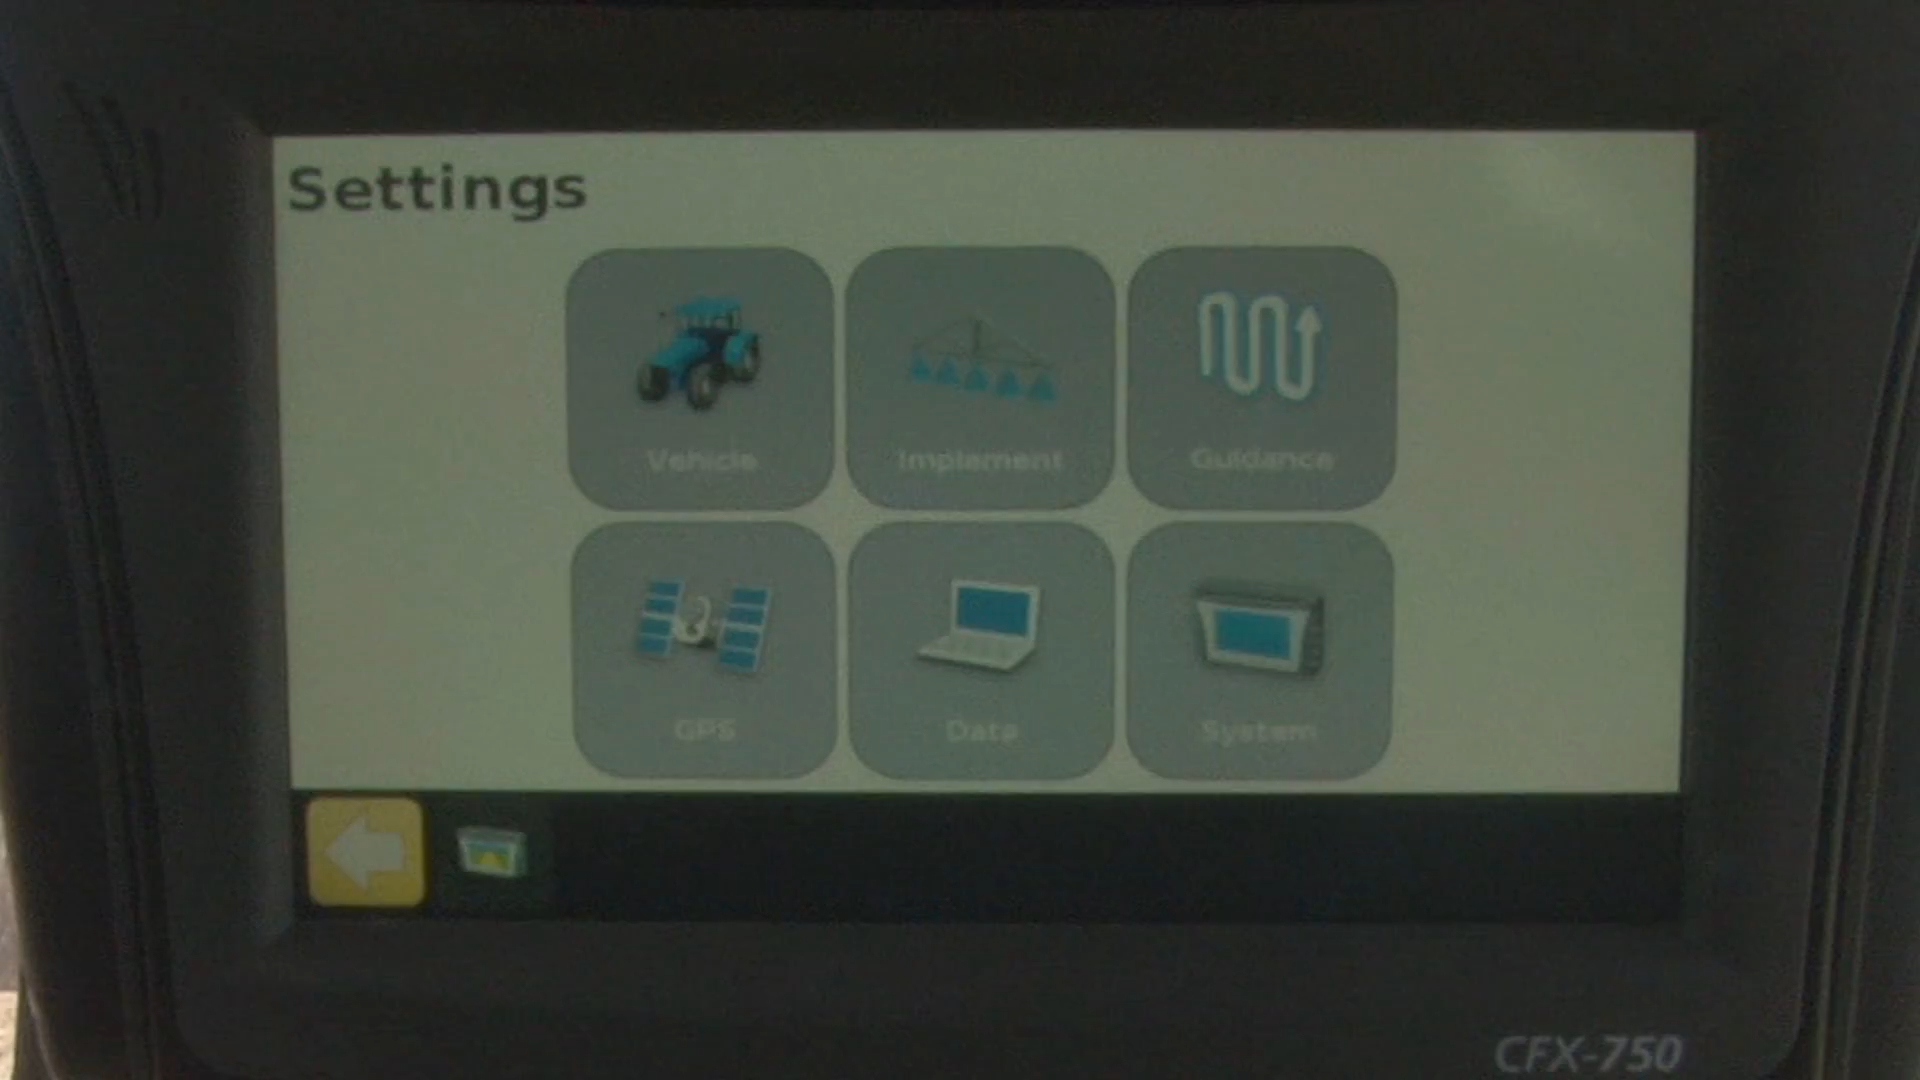 Settings
Vehicle
Implement
Guidance
GPS
Data
System
CFX-750